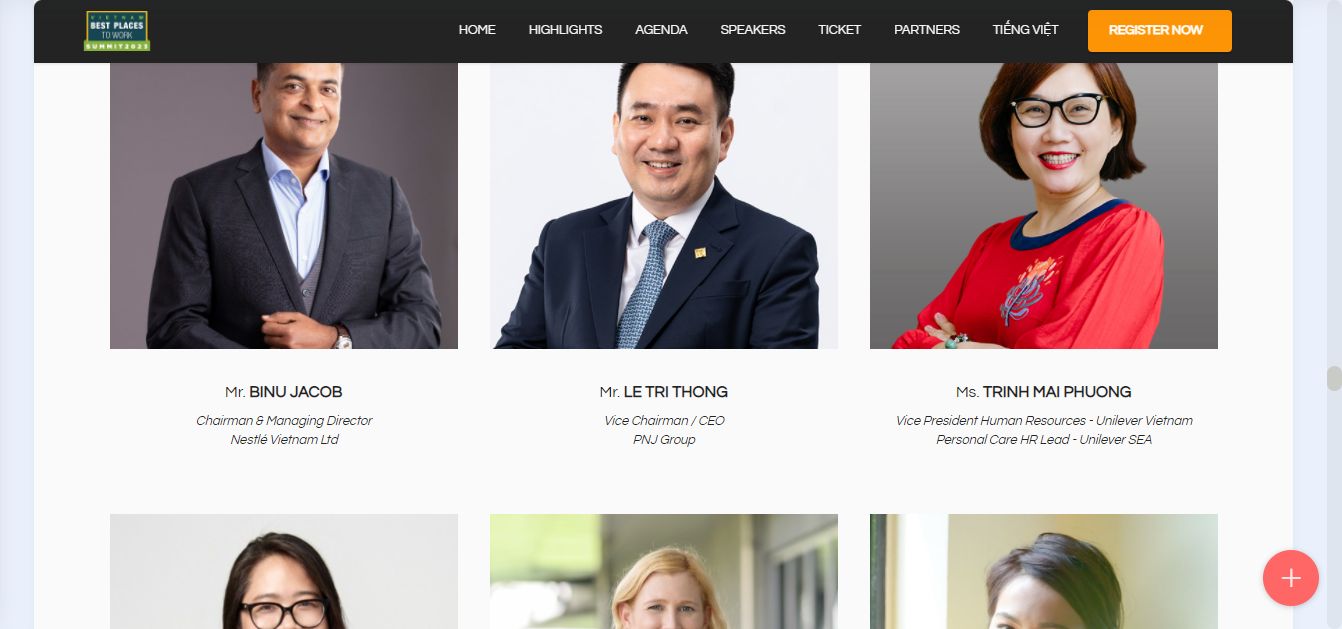 VIETNAM
BEST PLACES
TO WORK
SUMMIT2023
HOME
HIGHLIGHTS
AGENDA
SPEAKERS
TICKET
PARTNERS
TIẾNG VIỆT
REGISTER NOW
Mr. BINU JACOB
Chairman & Managing Director
Nestlé Vietnam Ltd
Mr. LE TRI THONG
Vice Chairman / CEO
PNJ Group
Ms. TRINH MAI PHUONG
Vice President Human Resources - Unilever Vietnam
Personal Care HR Lead - Unilever SEA